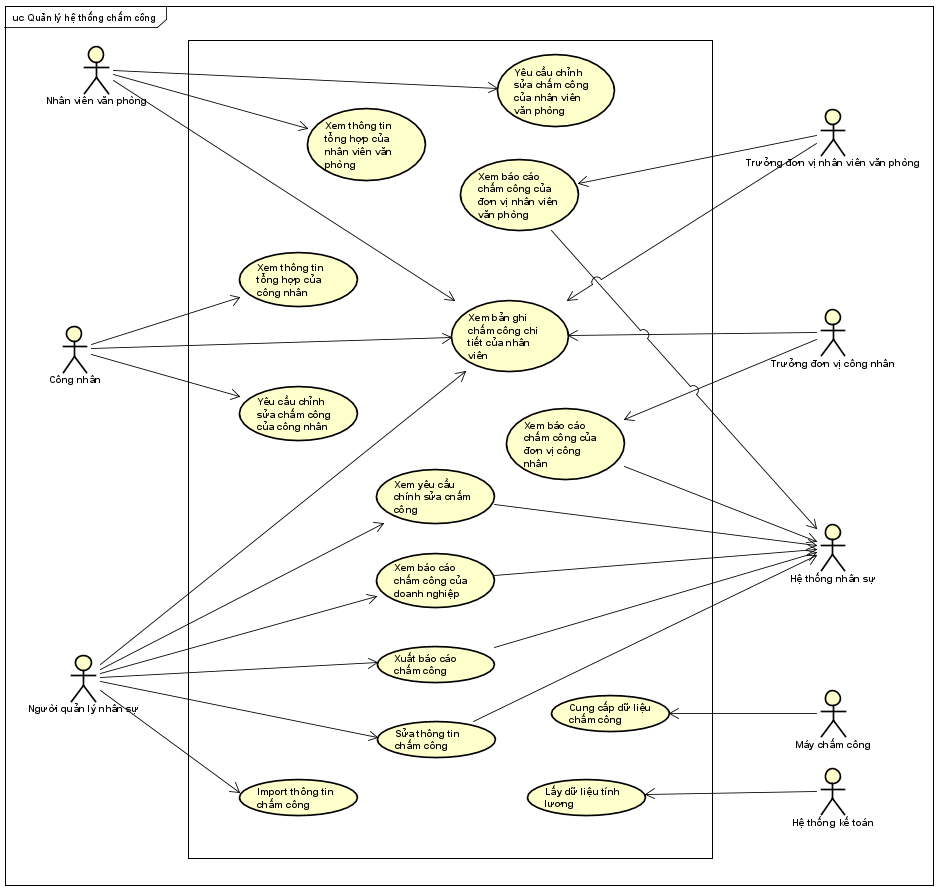 uc Quản lý hệ thống chấm công
Nhân viên văn phòng
Yêu cầu chỉnh
sửa chấm công
của nhân viên
văn phòng
Xem thông tin
tổng hợp của
nhân viên văn
phòng
Trưởng đơn vị nhân viên văn phòng
Xem báo cáo
chấm công của
đơn vị nhân viên
văn phòng
Xem thông tin
tổng hợp của
công nhân
Xem bản ghi
chấm công chi
tiết của nhân
viên
Công nhân
Trưởng đơn vị công nhân
Yêu cầu chỉnh
sửa chấm công
của công nhân
Xem báo cáo
chấm công của
đơn vị công
nhân
Xem yêu cầu
chỉnh sửa chấm
công
Xem báo cáo
chấm công của
doanh nghiệp
Hệ thống nhân sự
Xuất báo cáo
chấm công
Người quản lý nhân sự
Cung cấp dữ liệu
chấm công
Sửa thông tin
chấm công
Máy chấm công
Import thông tin
chấm công
Lấy dữ liệu tính
lương
Hệ thống kế toán